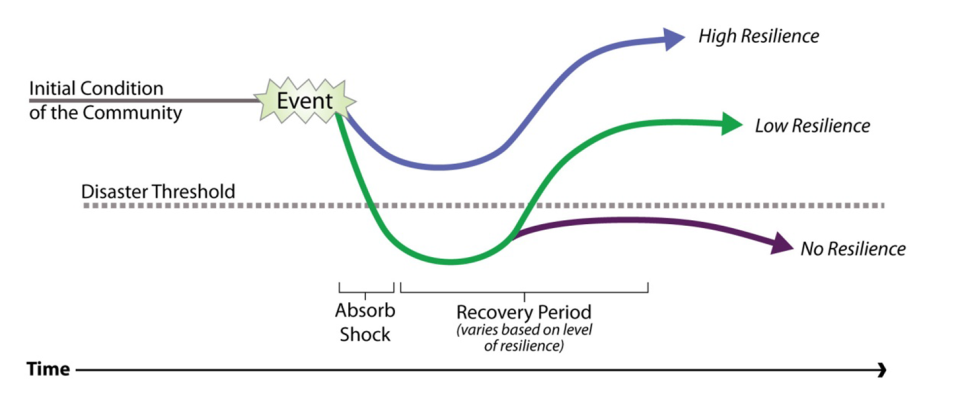 High Resilience
Initial Condition
of the Community
Event
Low Resilience
Disaster Threshold
No Resilience
Absorb
Shock
Recovery Period
(varies based on level
of resilience)
Time